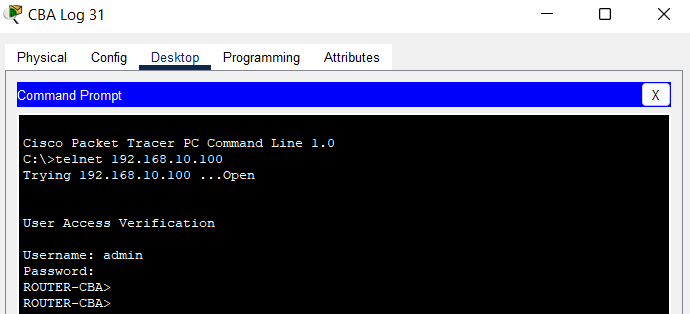 CBA Log 31
Physical Config Desktop Programming Attributes
Command Prompt X
Cisco Packet Tracer PC Command Line 1.0
C:\>telnet 192.168.10.100
Trying 192.168.10.100 ...Open
User Access Verification
Username: admin
Password:
ROUTER-CBA>
ROUTER-CBA>